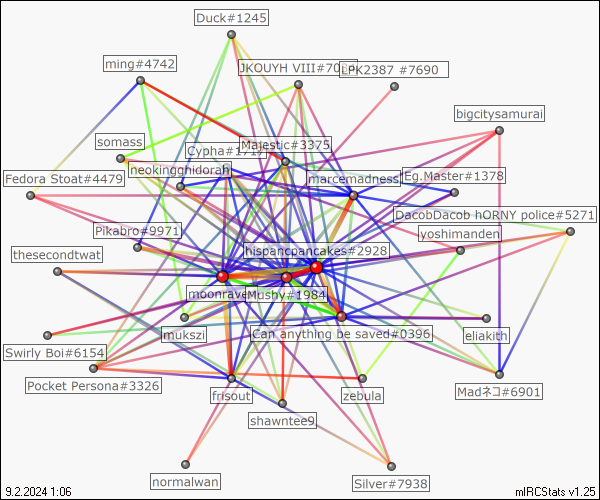 Duck#1245
ming#4742
JKOUYH VIII#70
LPK2387 #7690
bigcitysamurai
somass
Cypha#1717
Majestic#3375
neokingghidorah
marcemadness
Eg.Master#1378
Fedora Stoat#4479
DacobDacob hORNY police#5271
Pikabro#9971
yoshimanden
thesecondtwat
hispancpancakes#2928
moonrave
Mushy#1984
mukszi
Can anything be saved#0396
eliakith
Swirly Boi#6154
Pocket Persona#3326
frisout
zebula
Madネコ#6901
shawntee9
normalwan
Silver#7938
9.2.2024 1:06
mIRCStats v1.25